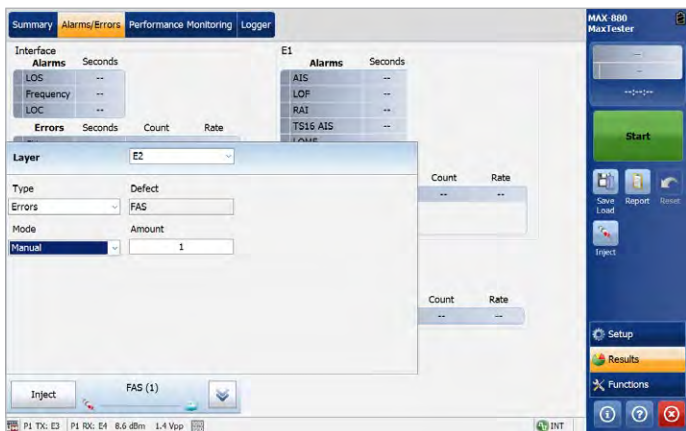 Summary Alarms/Errors Performance Monitoring Logger
MAX-880
MaxTester
Interface
Alarms Seconds
LOS --
Frequency --
LOC --
Errors Seconds Count Rate
E1
Alarms Seconds
AIS --
LOF --
RAI --
TS16 AIS --
LOMF
Layer E2
Type Defect
Errors FAS
Mode Amount
Manual 1
Count Rate
-- --
Count Rate
-- --
Inject FAS (1)
--:--:--
Start
Save
Load
Report
Reset
Inject
Setup
Results
Functions
P1 TX: E3 P1 RX: E4 8.6 dBm 1.4 Vpp
INT